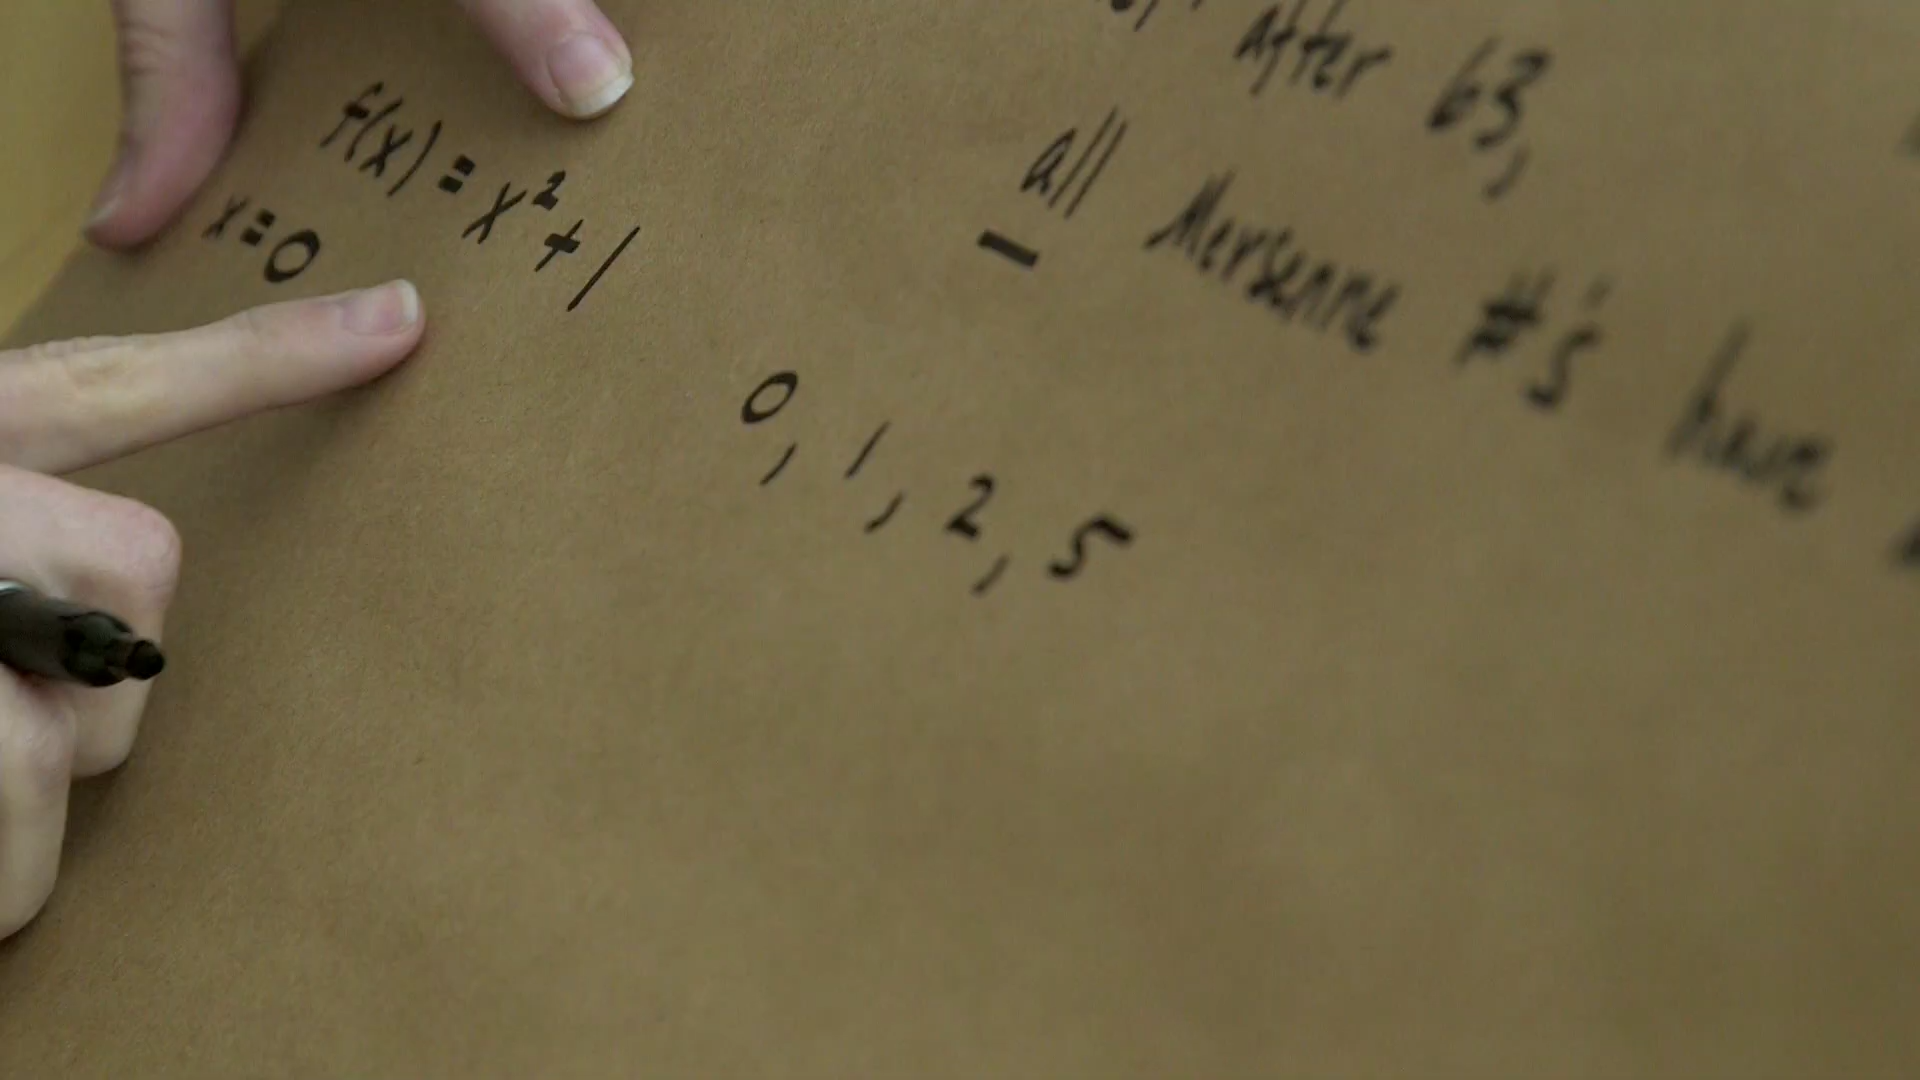 f(x) = x² + 1
x = 0
0, 1, 2, 5
after 63,
all Mersenne #'s have